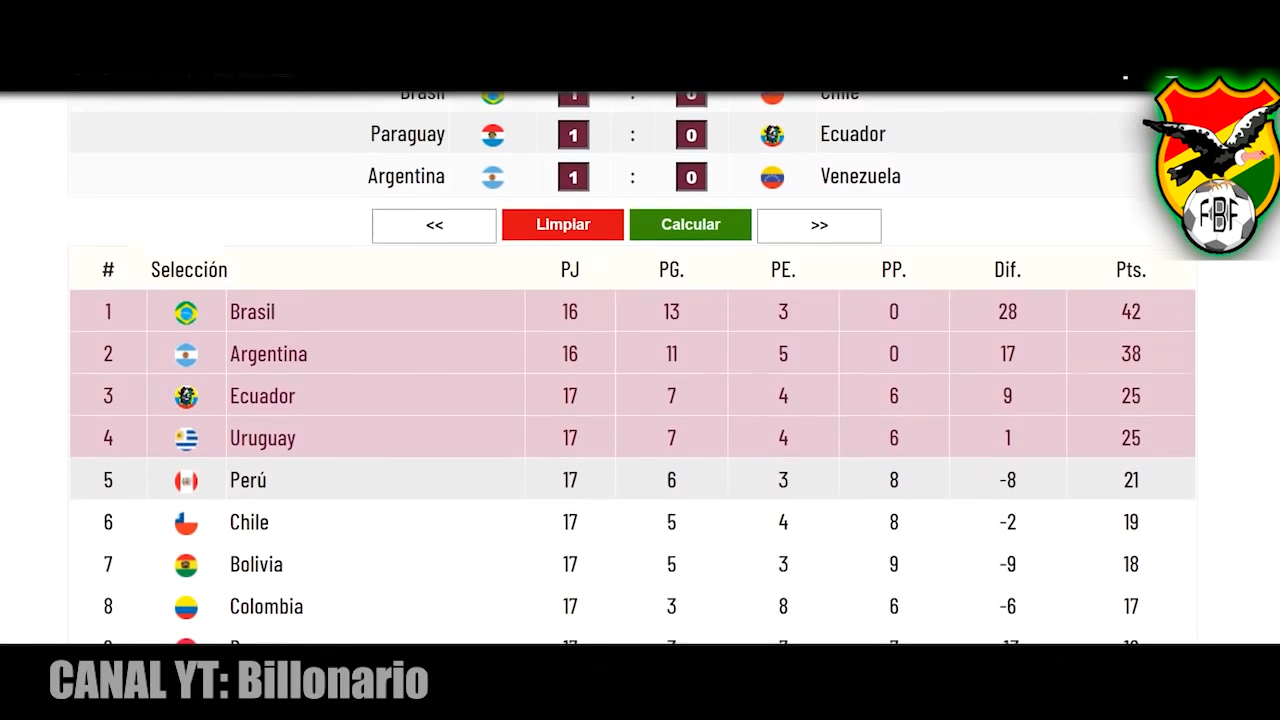 Brasil 1 : 0 Chile
Paraguay 1 : 0 Ecuador
Argentina 1 : 0 Venezuela
<< Limpiar Calcular >>
# Selección PJ PG. PE. PP. Dif. Pts.
1 Brasil 16 13 3 0 28 42
2 Argentina 16 11 5 0 17 38
3 Ecuador 17 7 4 6 9 25
4 Uruguay 17 7 4 6 1 25
5 Perú 17 6 3 8 -8 21
6 Chile 17 5 4 8 -2 19
7 Bolivia 17 5 3 9 -9 18
8 Colombia 17 3 8 6 -6 17
FBF
CANAL YT: Billonario